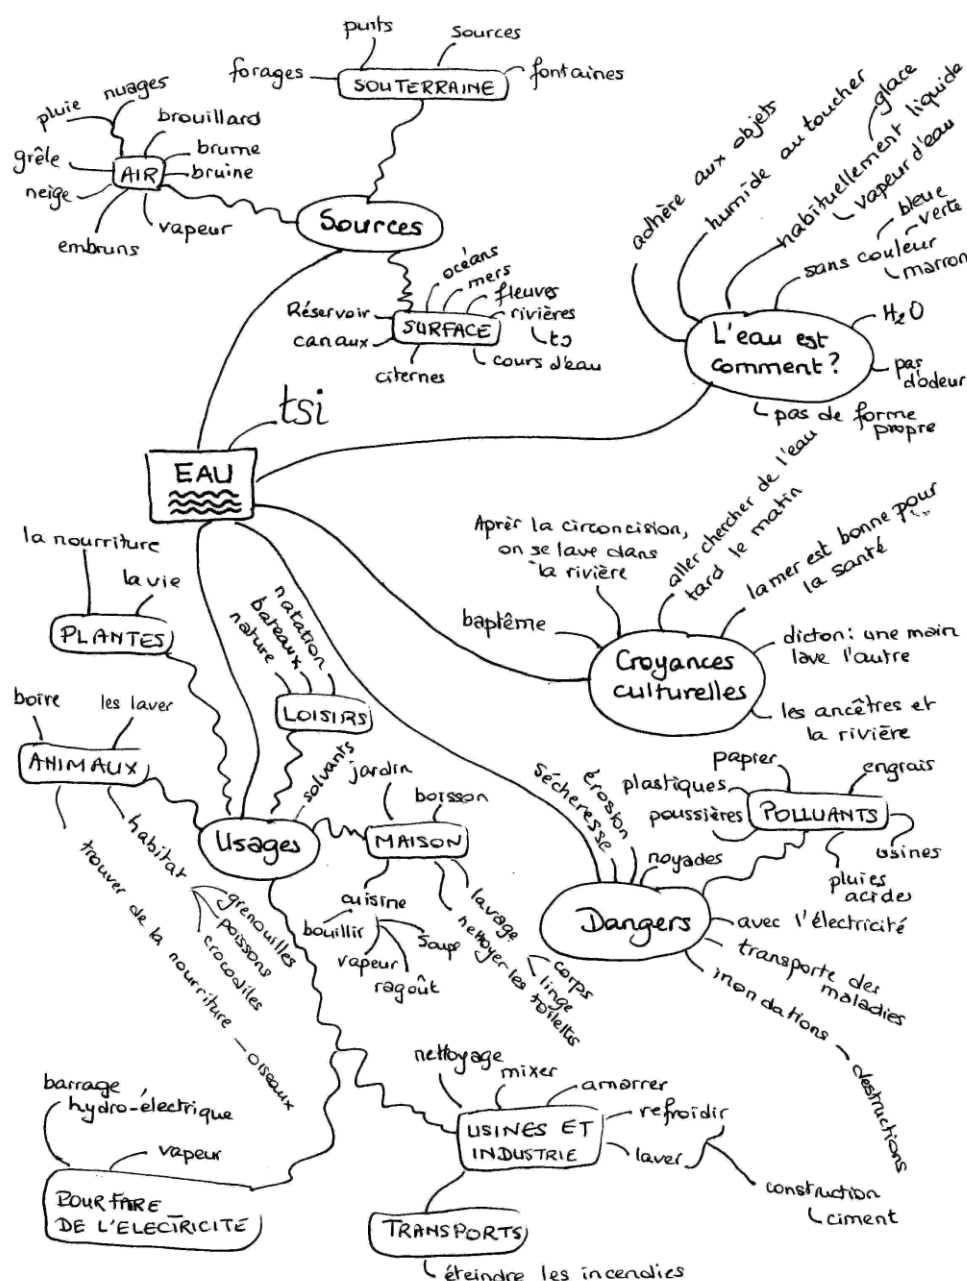 puits
sources
forages
SOUTERRAINE
fontaines
pluie
nuages
brouillard
brume
bruine
grêle
AIR
neige
embruns
vapeur
Sources
océans
mers
fleuves
rivières
Réservoir
SURFACE
canaux
citernes
cours d'eau
adhère aux objets
humide au toucher
habituellement liquide
glace
vapeur d'eau
sans couleur
bleue
verte
marron
L'eau est
comment?
H₂O
pas
d'odeur
pas de forme
propre
tsi
EAU
la nourriture
la vie
PLANTES
natation
bateaux
nature
LOISIRS
Après la circoncision,
on se lave dans
la rivière
aller chercher de l'eau
tard le matin
la mer est bonne pour
la santé
baptême
Croyances
culturelles
dicton: une main
lave l'autre
les ancêtres et
la rivière
boire
les laver
ANIMAUX
habitat
grenouilles
poissons
crocodiles
trouver de la nourriture
oiseaux
Usages
solvants
jardin
boisson
MAISON
cuisine
bouillir
vapeur
ragoût
soupe
lavage
corps
linge
nettoyer les toilettes
sécheresse
érosion
noyades
Dangers
papier
engrais
plastiques
poussières
POLLUANTS
usines
pluies
acides
avec l'électricité
transporte des
maladies
inondations
destructions
nettoyage
mixer
amarrer
refroidir
USINES ET
INDUSTRIE
laver
construction
ciment
TRANSPORTS
éteindre les incendies
barrage
hydro-électrique
vapeur
POUR FAIRE
DE L'ELECTRICITÉ